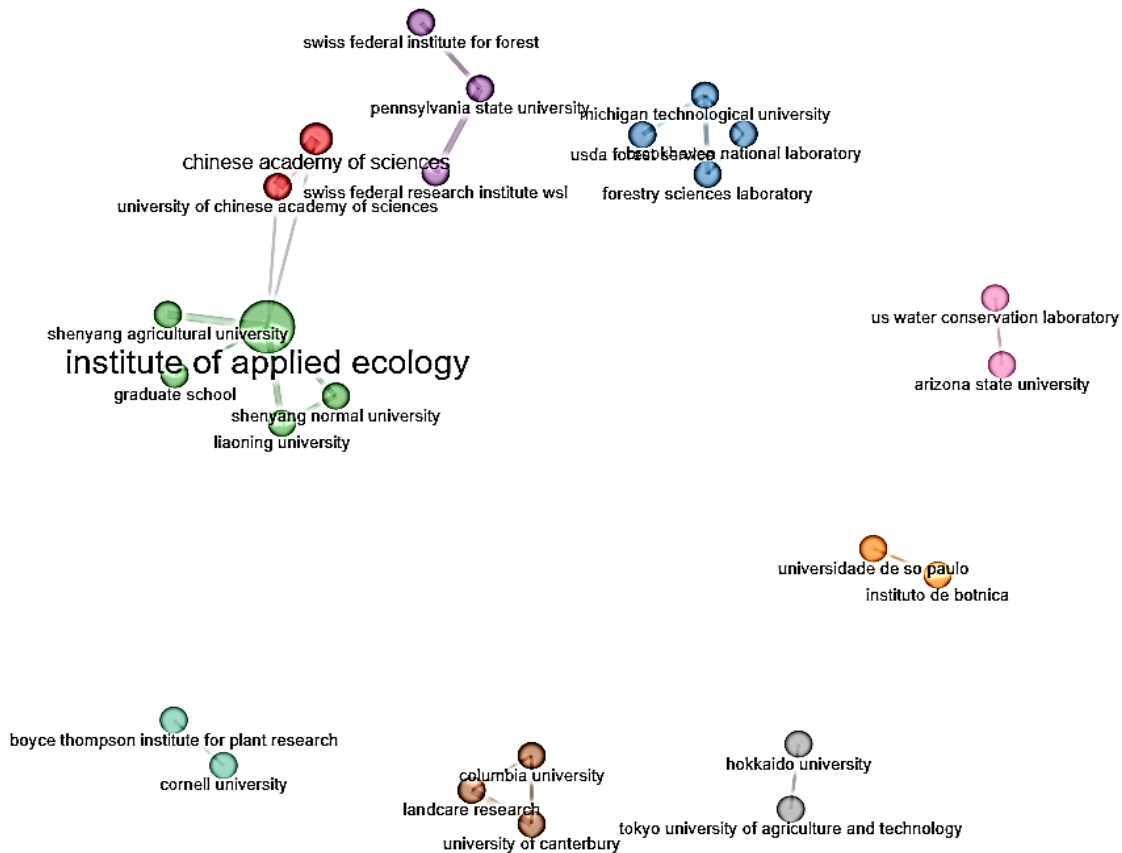 swiss federal institute for forest
pennsylvania state university
michigan technological university
chinese academy of sciences
usda forest service
brookhaven national laboratory
swiss federal research institute wsl
forestry sciences laboratory
university of chinese academy of sciences
us water conservation laboratory
shenyang agricultural university
institute of applied ecology
arizona state university
graduate school
shenyang normal university
liaoning university
universidade de so paulo
instituto de botnica
boyce thompson institute for plant research
cornell university
columbia university
landcare research
university of canterbury
hokkaido university
tokyo university of agriculture and technology